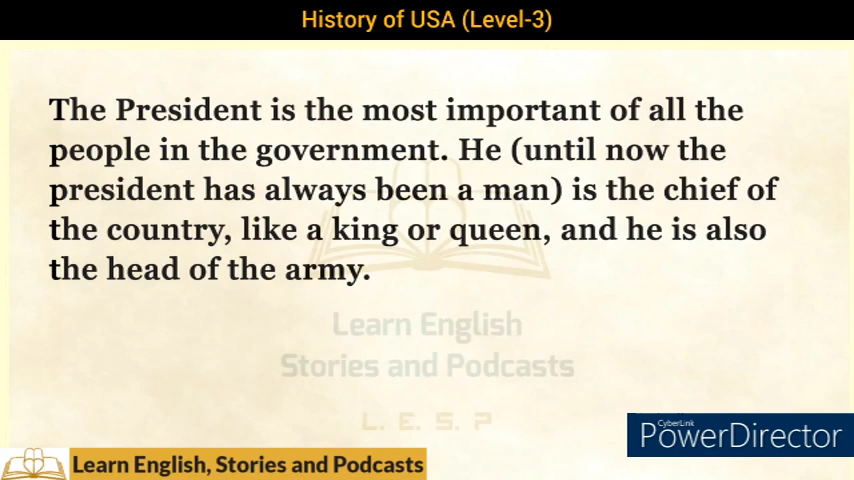 History of USA (Level-3)
The President is the most important of all the
people in the government. He (until now the
president has always been a man) is the chief of
the country, like a king or queen, and he is also
the head of the army.
Learn English
Stories and Podcasts
L. E. S. P
CyberLink
PowerDirector
Learn English, Stories and Podcasts